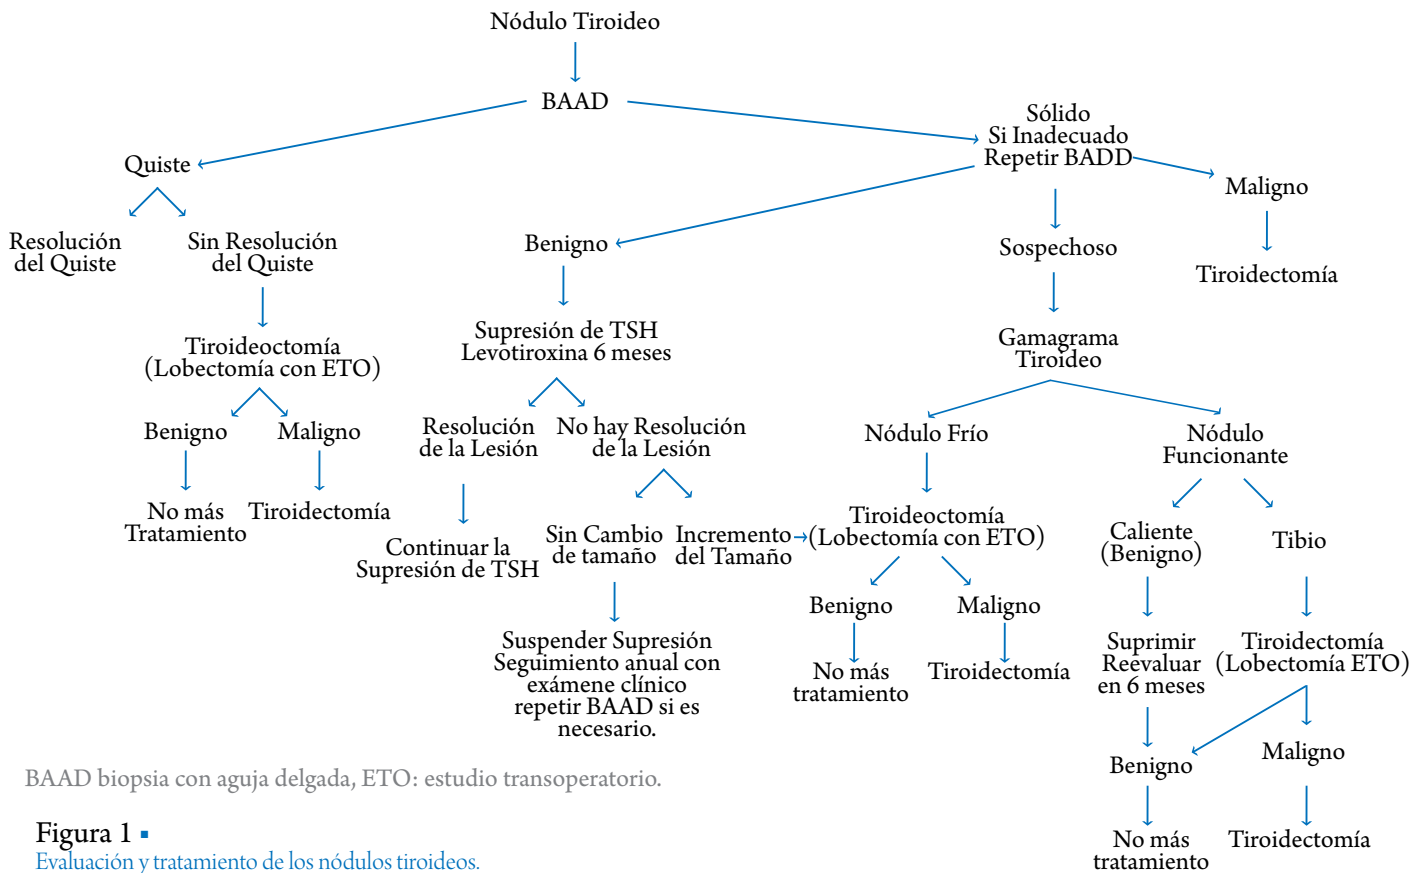 Nódulo Tiroideo
BAAD
Sólido
Si Inadecuado
Repetir BADD
Quiste
Maligno
Resolución
del Quiste
Sin Resolución
del Quiste
Benigno
Sospechoso
Tiroidectomía
Tiroideoctomía
(Lobectomía con ETO)
Supresión de TSH
Levotiroxina 6 meses
Gamagrama
Tiroideo
Benigno
Maligno
Resolución
de la Lesión
No hay Resolución
de la Lesión
Nódulo Frío
Nódulo
Funcionante
No más
Tratamiento
Tiroidectomía
Continuar la
Supresión de TSH
Sin Cambio
de tamaño
Incremento
del Tamaño
Tiroideoctomía
(Lobectomía con ETO)
Caliente
(Benigno)
Tibio
Suspender Supresión
Seguimiento anual con
exámene clínico
repetir BAAD si es
necesario.
Benigno
Maligno
No más
tratamiento
Tiroidectomía
Suprimir
Reevaluar
en 6 meses
Tiroidectomía
(Lobectomía ETO)
Benigno
Maligno
No más
tratamiento
Tiroidectomía
BAAD biopsia con aguja delgada, ETO: estudio transoperatorio.
Figura 1
Evaluación y tratamiento de los nódulos tiroideos.